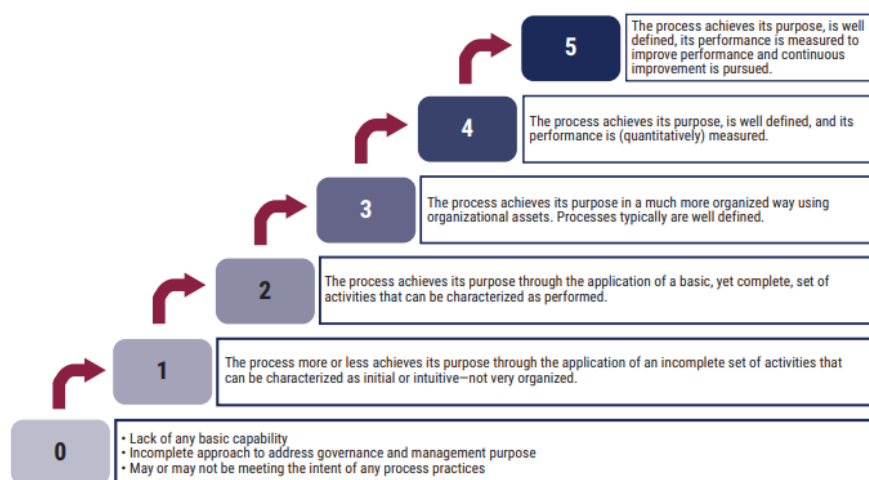 5
The process achieves its purpose, is well
defined, its performance is measured to
improve performance and continuous
improvement is pursued.
4
The process achieves its purpose, is well defined, and its
performance is (quantitatively) measured.
3
The process achieves its purpose in a much more organized way using
organizational assets. Processes typically are well defined.
2
The process achieves its purpose through the application of a basic, yet complete, set of
activities that can be characterized as performed.
1
The process more or less achieves its purpose through the application of an incomplete set of activities that
can be characterized as initial or intuitive—not very organized.
0
• Lack of any basic capability
• Incomplete approach to address governance and management purpose
• May or may not be meeting the intent of any process practices